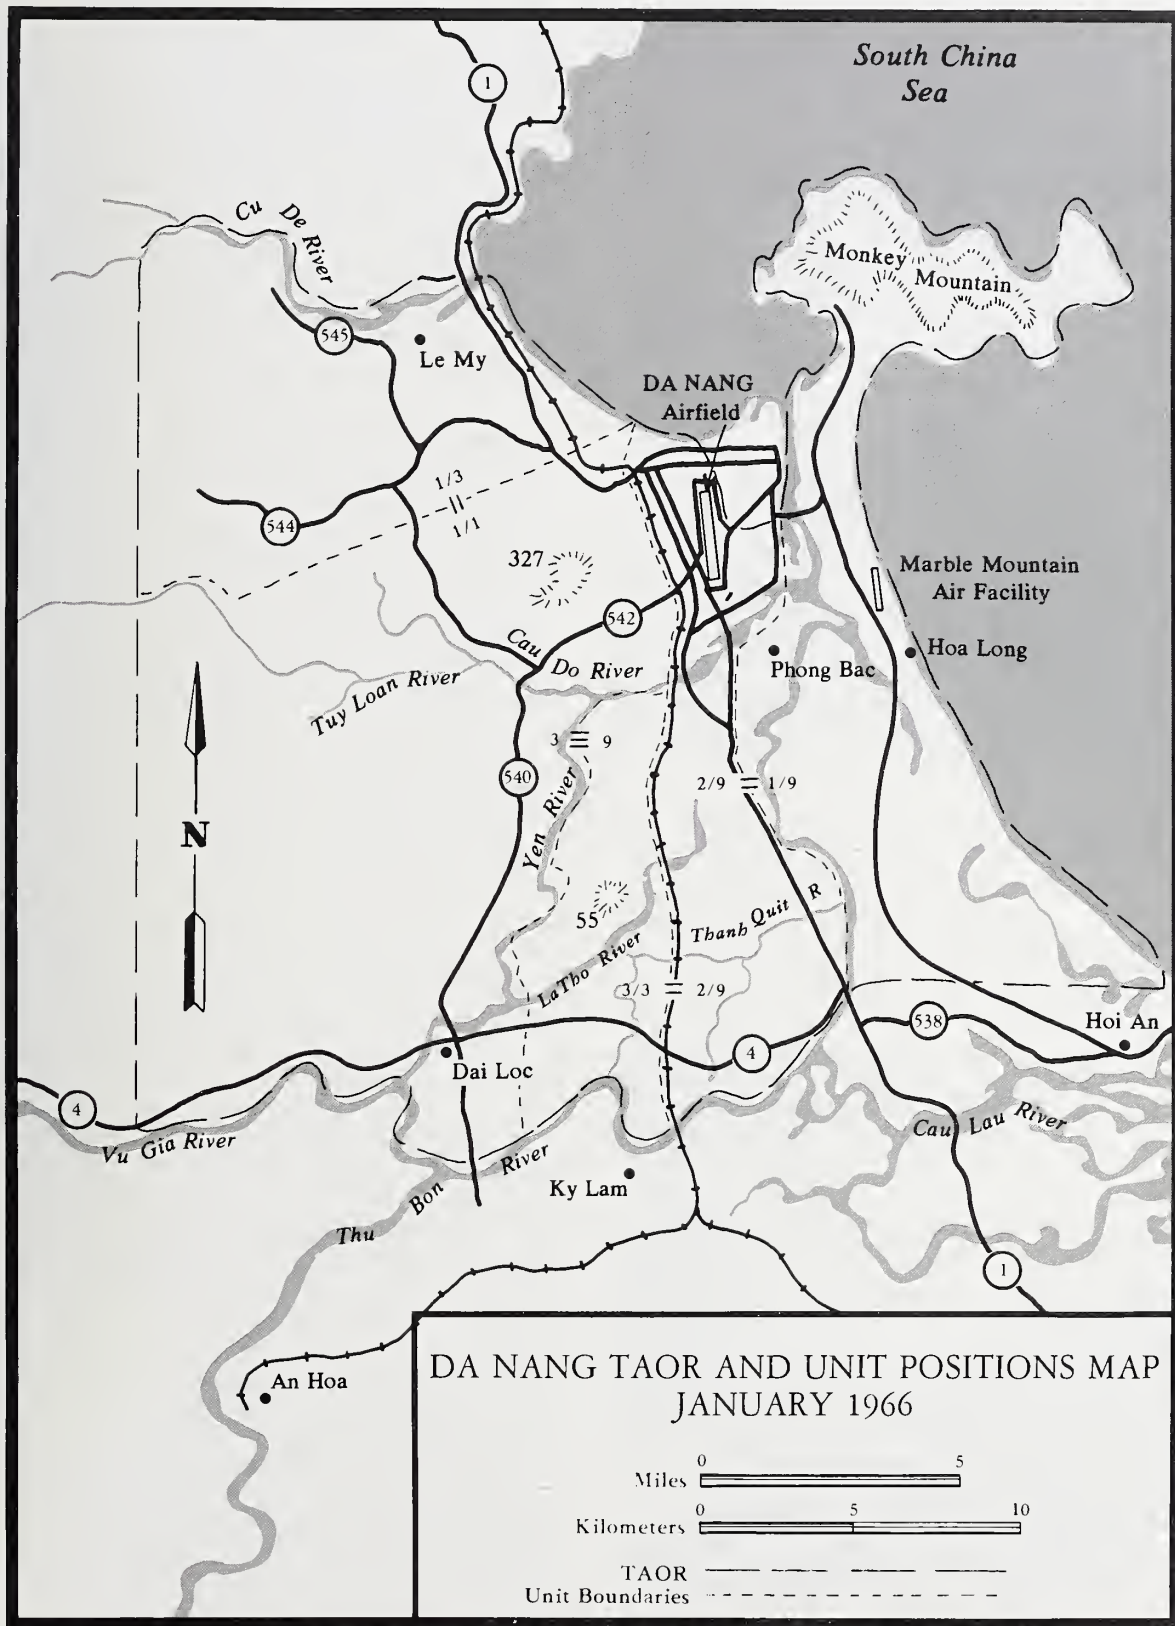 South China
Sea
1
Cu De River
Monkey Mountain
545
Le My
DA NANG
Airfield
1/3
1/1
544
327
542
Marble Mountain
Air Facility
Cau Do River
Phong Bac
Hoa Long
Tuy Loan River
3 9
540
2/9 1/9
N
Yen River
55
Thanh Quit R
LaTho River
3/3 2/9
538
Hoi An
4
Dai Loc
4
Vu Gia River
Cau Lau River
Thu Bon River
Ky Lam
1
An Hoa
DA NANG TAOR AND UNIT POSITIONS MAP
JANUARY 1966
0 5
Miles
0 5 10
Kilometers
TAOR
Unit Boundaries